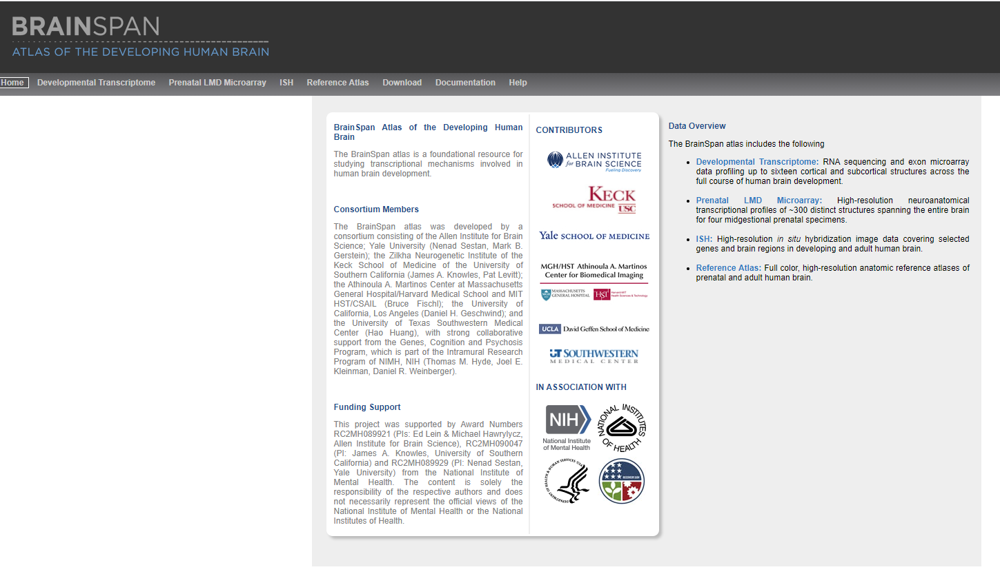 BRAINSPAN
ATLAS OF THE DEVELOPING HUMAN BRAIN
Home Developmental Transcriptome Prenatal LMD Microarray ISH Reference Atlas Download Documentation Help
BrainSpan Atlas of the Developing Human
Brain
The BrainSpan atlas is a foundational resource for
studying transcriptional mechanisms involved in
human brain development.
Consortium Members
The BrainSpan atlas was developed by a
consortium consisting of the Allen Institute for Brain
Science; Yale University (Nenad Sestan, Mark B.
Gerstein); the Zilkha Neurogenetic Institute of the
Keck School of Medicine of the University of
Southern California (James A. Knowles, Pat Levitt);
the Athinoula A. Martinos Center at Massachusetts
General Hospital/Harvard Medical School and MIT
HST/CSAIL (Bruce Fischl); the University of
California, Los Angeles (Daniel H. Geschwind); and
the University of Texas Southwestern Medical
Center (Hao Huang), with strong collaborative
support from the Genes, Cognition and Psychosis
Program, which is part of the Intramural Research
Program of NIMH, NIH (Thomas M. Hyde, Joel E.
Kleinman, Daniel R. Weinberger).
Funding Support
This project was supported by Award Numbers
RC2MH089921 (PIs: Ed Lein & Michael Hawrylycz,
Allen Institute for Brain Science), RC2MH090047
(PI: James A. Knowles, University of Southern
California) and RC2MH089929 (PI: Nenad Sestan,
Yale University) from the National Institute of
Mental Health. The content is solely the
responsibility of the respective authors and does
not necessarily represent the official views of the
National Institute of Mental Health or the National
Institutes of Health.
CONTRIBUTORS
ALLEN INSTITUTE
for BRAIN SCIENCE
Fueling Discovery
KECK
SCHOOL OF MEDICINE USC
Yale SCHOOL OF MEDICINE
MGH/HST Athinoula A. Martinos
Center for Biomedical Imaging
MGH MASSACHUSETTS GENERAL HOSPITAL
HST Harvard-MIT Health Sciences & Technology
UCLA David Geffen School of Medicine
UT SOUTHWESTERN
MEDICAL CENTER
IN ASSOCIATION WITH
NIH
National Institute
of Mental Health
NATIONAL INSTITUTES OF HEALTH
DEPARTMENT OF HEALTH & HUMAN SERVICES·USA
RECOVERY.GOV
Data Overview
The BrainSpan atlas includes the following
• Developmental Transcriptome: RNA sequencing and exon microarray
data profiling up to sixteen cortical and subcortical structures across the
full course of human brain development.
• Prenatal LMD Microarray: High-resolution neuroanatomical
transcriptional profiles of ~300 distinct structures spanning the entire brain
for four midgestional prenatal specimens.
• ISH: High-resolution in situ hybridization image data covering selected
genes and brain regions in developing and adult human brain.
• Reference Atlas: Full color, high-resolution anatomic reference atlases of
prenatal and adult human brain.